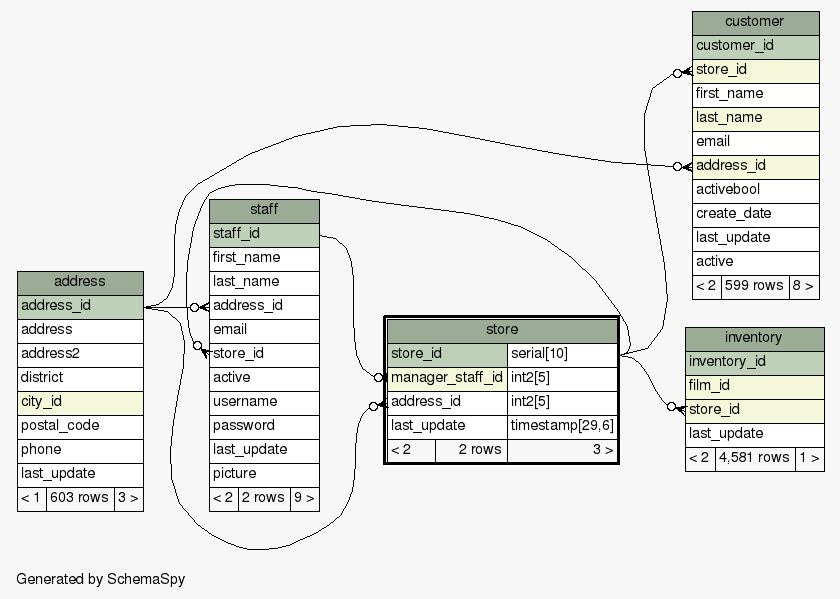 customer
customer_id
store_id
first_name
last_name
email
address_id
activebool
create_date
last_update
active
< 2 599 rows 8 >
staff
staff_id
first_name
last_name
address_id
email
store_id
active
username
password
last_update
picture
< 2 2 rows 9 >
address
address_id
address
address2
district
city_id
postal_code
phone
last_update
< 1 603 rows 3 >
store
store_id serial[10]
manager_staff_id int2[5]
address_id int2[5]
last_update timestamp[29,6]
< 2 2 rows 3 >
inventory
inventory_id
film_id
store_id
last_update
< 2 4,581 rows 1 >
Generated by SchemaSpy